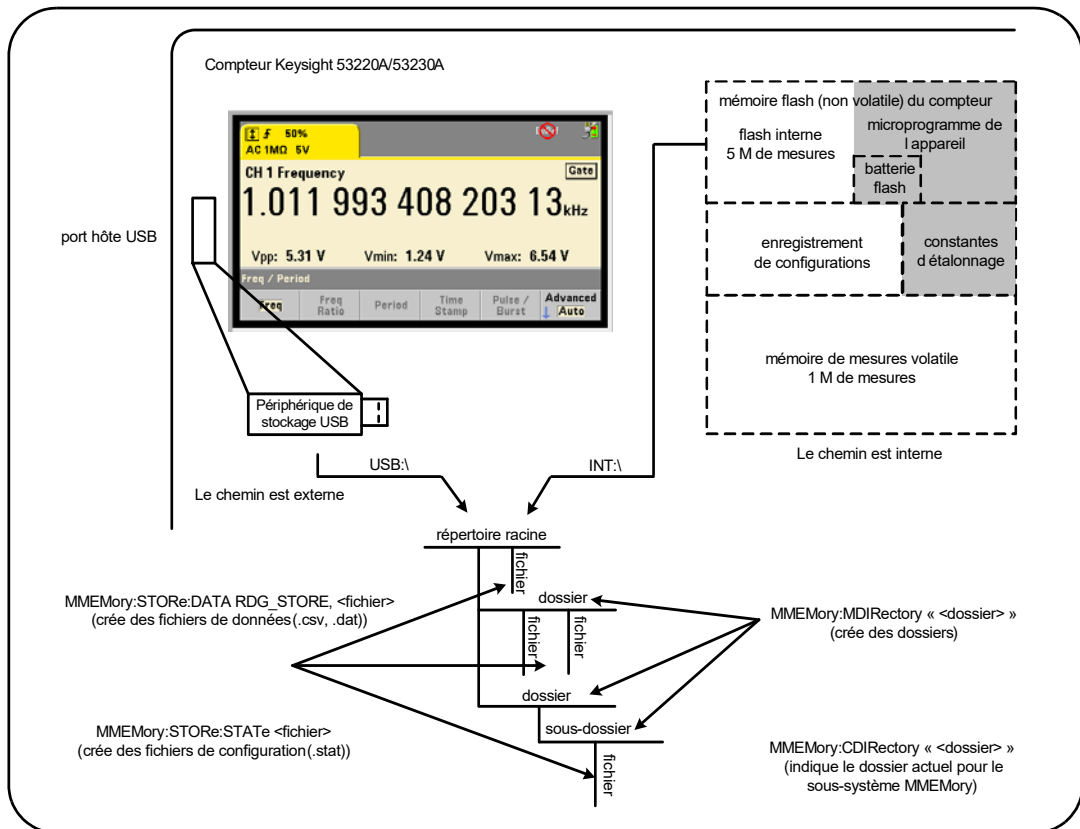 Compteur Keysight 53220A/53230A
50%
AC 1MΩ 5V
CH 1 Frequency
Gate
1.011 993 408 203 13 kHz
Vpp: 5.31 V Vmin: 1.24 V Vmax: 6.54 V
Freq / Period
Freq
Freq
Ratio
Period
Time
Stamp
Pulse /
Burst
Advanced
Auto
port hôte USB
Périphérique de
stockage USB
mémoire flash (non volatile) du compteur
flash interne
5 M de mesures
microprogramme de
l appareil
batterie
flash
enregistrement
de configurations
constantes
d étalonnage
mémoire de mesures volatile
1 M de mesures
Le chemin est interne
USB:\
INT:\
Le chemin est externe
répertoire racine
fichier
dossier
fichier
fichier
dossier
sous-dossier
fichier
MMEMory:STORe:DATA RDG_STORE, <fichier>
(crée des fichiers de données(.csv, .dat))
MMEMory:MDIRectory « <dossier> »
(crée des dossiers)
MMEMory:STORe:STATe <fichier>
(crée des fichiers de configuration(.stat))
MMEMory:CDIRectory « <dossier> »
(indique le dossier actuel pour le
sous-système MMEMory)